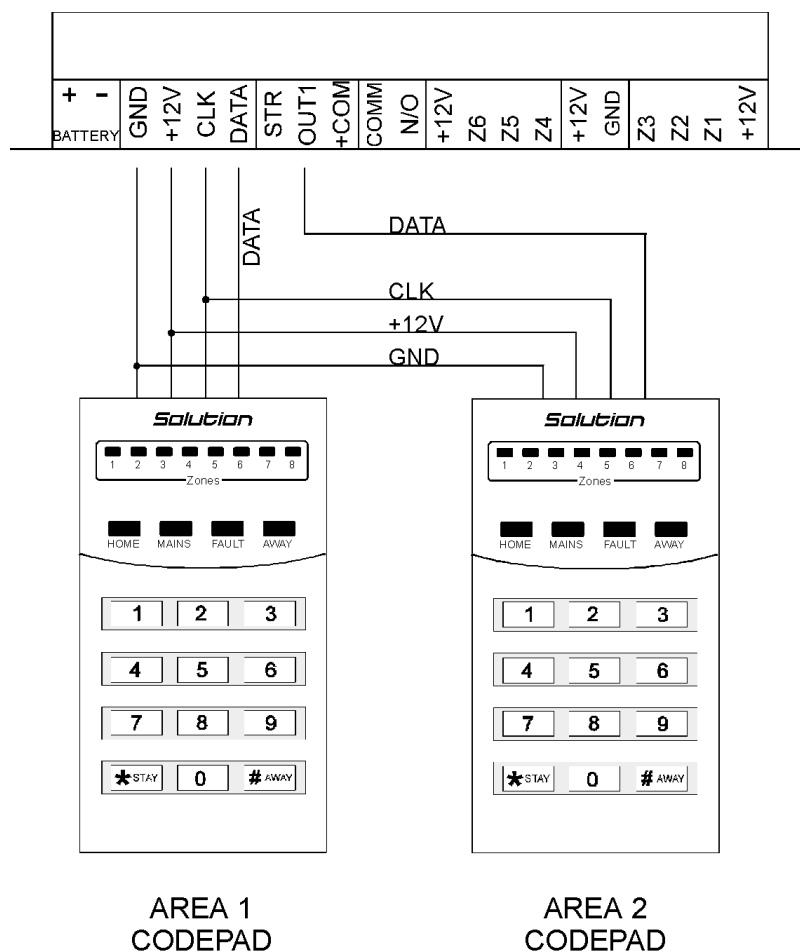 + - BATTERY GND +12V CLK DATA STR OUT1 +COM COMM N/O +12V Z6 Z5 Z4 +12V GND Z3 Z2 Z1 +12V
DATA
DATA
CLK
+12V
GND
Solution
1 2 3 4 5 6 7 8
Zones
HOME MAINS FAULT AWAY
1 2 3
4 5 6
7 8 9
* STAY 0 # AWAY
AREA 1
CODEPAD
Solution
1 2 3 4 5 6 7 8
Zones
HOME MAINS FAULT AWAY
1 2 3
4 5 6
7 8 9
* STAY 0 # AWAY
AREA 2
CODEPAD